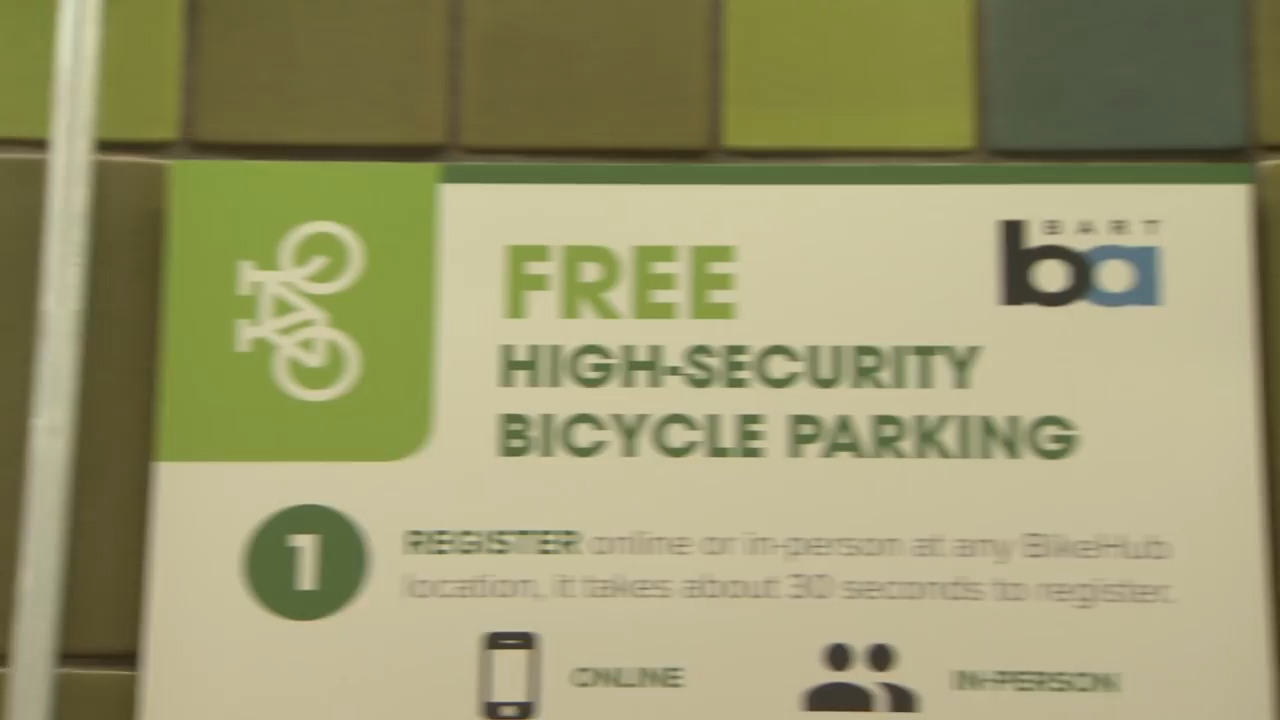 BART
ba
FREE
HIGH-SECURITY
BICYCLE PARKING
1
REGISTER online or in-person at any BikeHub
location, it takes about 30 seconds to register.
ONLINE
IN-PERSON